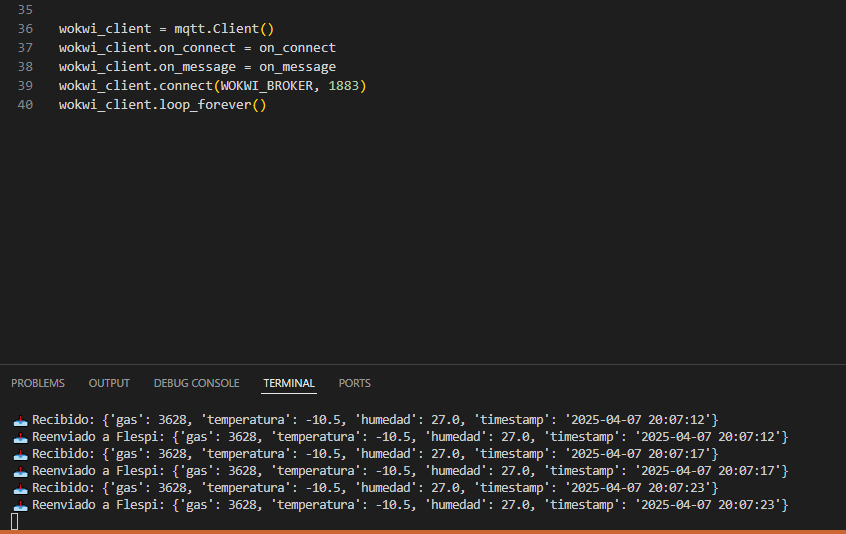 35
36 wokwi_client = mqtt.Client()
37 wokwi_client.on_connect = on_connect
38 wokwi_client.on_message = on_message
39 wokwi_client.connect(WOKWI_BROKER, 1883)
40 wokwi_client.loop_forever()
PROBLEMS OUTPUT DEBUG CONSOLE TERMINAL PORTS
📥 Recibido: {'gas': 3628, 'temperatura': -10.5, 'humedad': 27.0, 'timestamp': '2025-04-07 20:07:12'}
📤 Reenviado a Flespi: {'gas': 3628, 'temperatura': -10.5, 'humedad': 27.0, 'timestamp': '2025-04-07 20:07:12'}
📥 Recibido: {'gas': 3628, 'temperatura': -10.5, 'humedad': 27.0, 'timestamp': '2025-04-07 20:07:17'}
📤 Reenviado a Flespi: {'gas': 3628, 'temperatura': -10.5, 'humedad': 27.0, 'timestamp': '2025-04-07 20:07:17'}
📥 Recibido: {'gas': 3628, 'temperatura': -10.5, 'humedad': 27.0, 'timestamp': '2025-04-07 20:07:23'}
📤 Reenviado a Flespi: {'gas': 3628, 'temperatura': -10.5, 'humedad': 27.0, 'timestamp': '2025-04-07 20:07:23'}